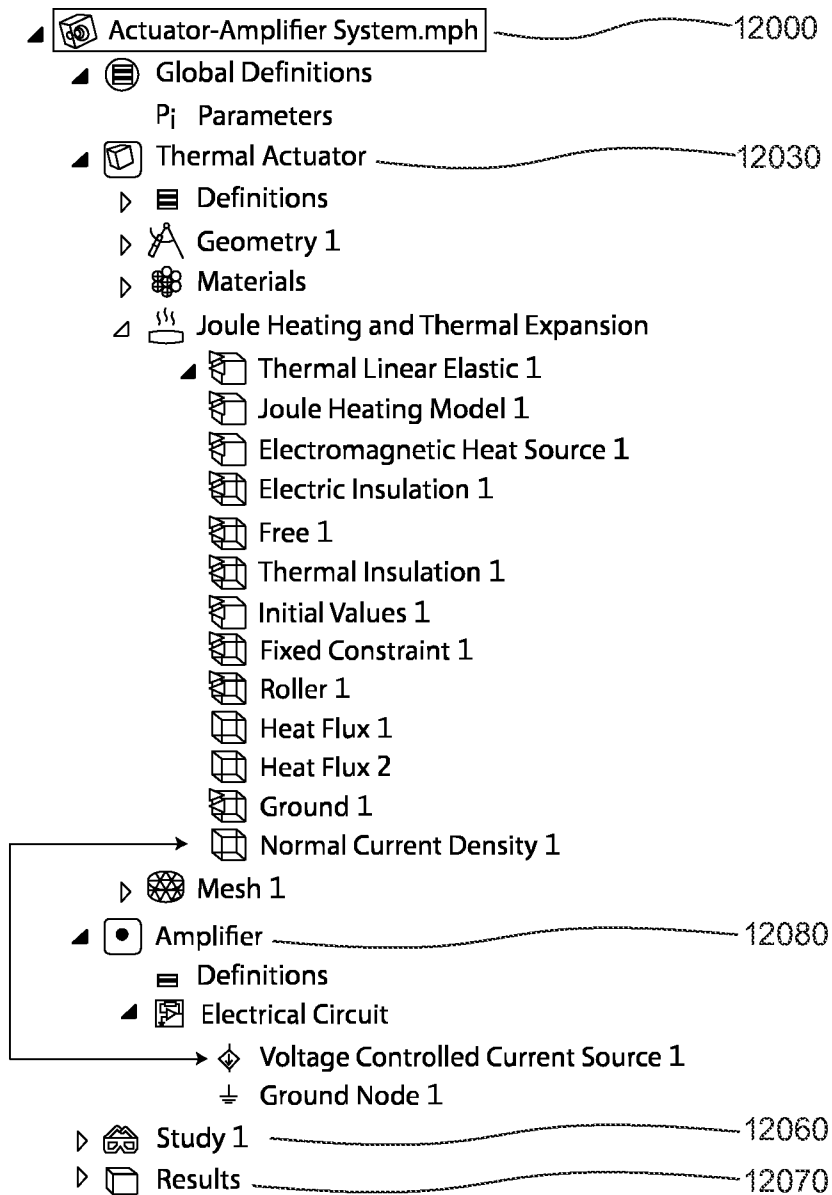 Actuator-Amplifier System.mph 12000
Global Definitions
Pi Parameters
Thermal Actuator 12030
Definitions
Geometry 1
Materials
Joule Heating and Thermal Expansion
Thermal Linear Elastic 1
Joule Heating Model 1
Electromagnetic Heat Source 1
Electric Insulation 1
Free 1
Thermal Insulation 1
Initial Values 1
Fixed Constraint 1
Roller 1
Heat Flux 1
Heat Flux 2
Ground 1
Normal Current Density 1
Mesh 1
Amplifier 12080
Definitions
Electrical Circuit
Voltage Controlled Current Source 1
Ground Node 1
Study 1 12060
Results 12070